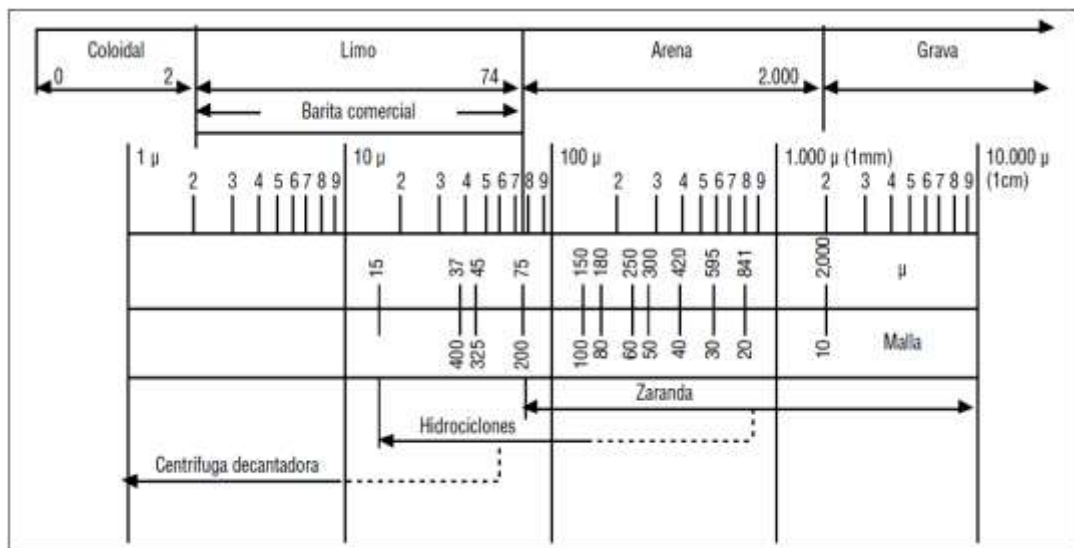 Coloidal Limo Arena Grava
0 2 74 2.000
Barita comercial
1 µ 10 µ 100 µ 1.000 µ (1mm) 10.000 µ
(1cm)
2 3 4 5 6 7 8 9 2 3 4 5 6 7 8 9 2 3 4 5 6 7 8 9 2 3 4 5 6 7 8 9
15 37 45 75 150 180 250 300 420 595 841 2,000 µ
400 325 200 100 80 60 50 40 30 20 10 Malla
Zaranda
Hidrociclones
Centrífuga decantadora